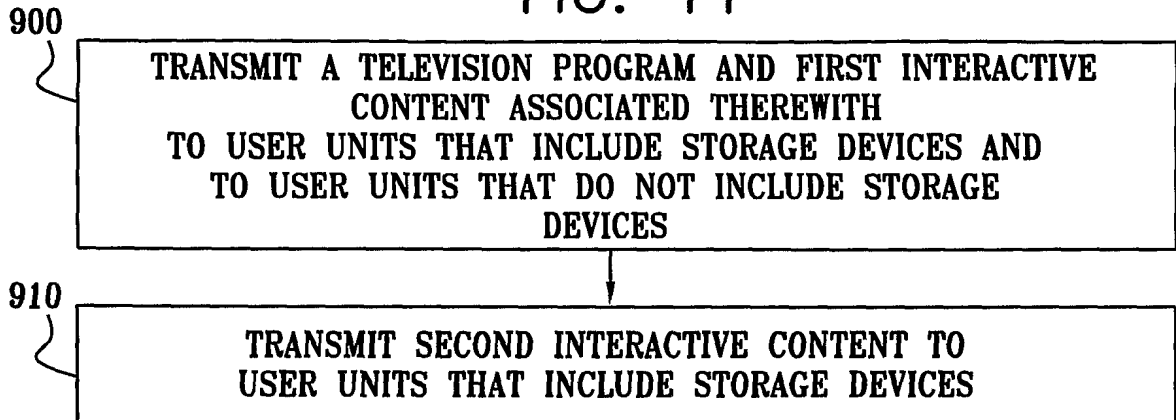 900
TRANSMIT A TELEVISION PROGRAM AND FIRST INTERACTIVE
CONTENT ASSOCIATED THEREWITH
TO USER UNITS THAT INCLUDE STORAGE DEVICES AND
TO USER UNITS THAT DO NOT INCLUDE STORAGE
DEVICES
910
TRANSMIT SECOND INTERACTIVE CONTENT TO
USER UNITS THAT INCLUDE STORAGE DEVICES